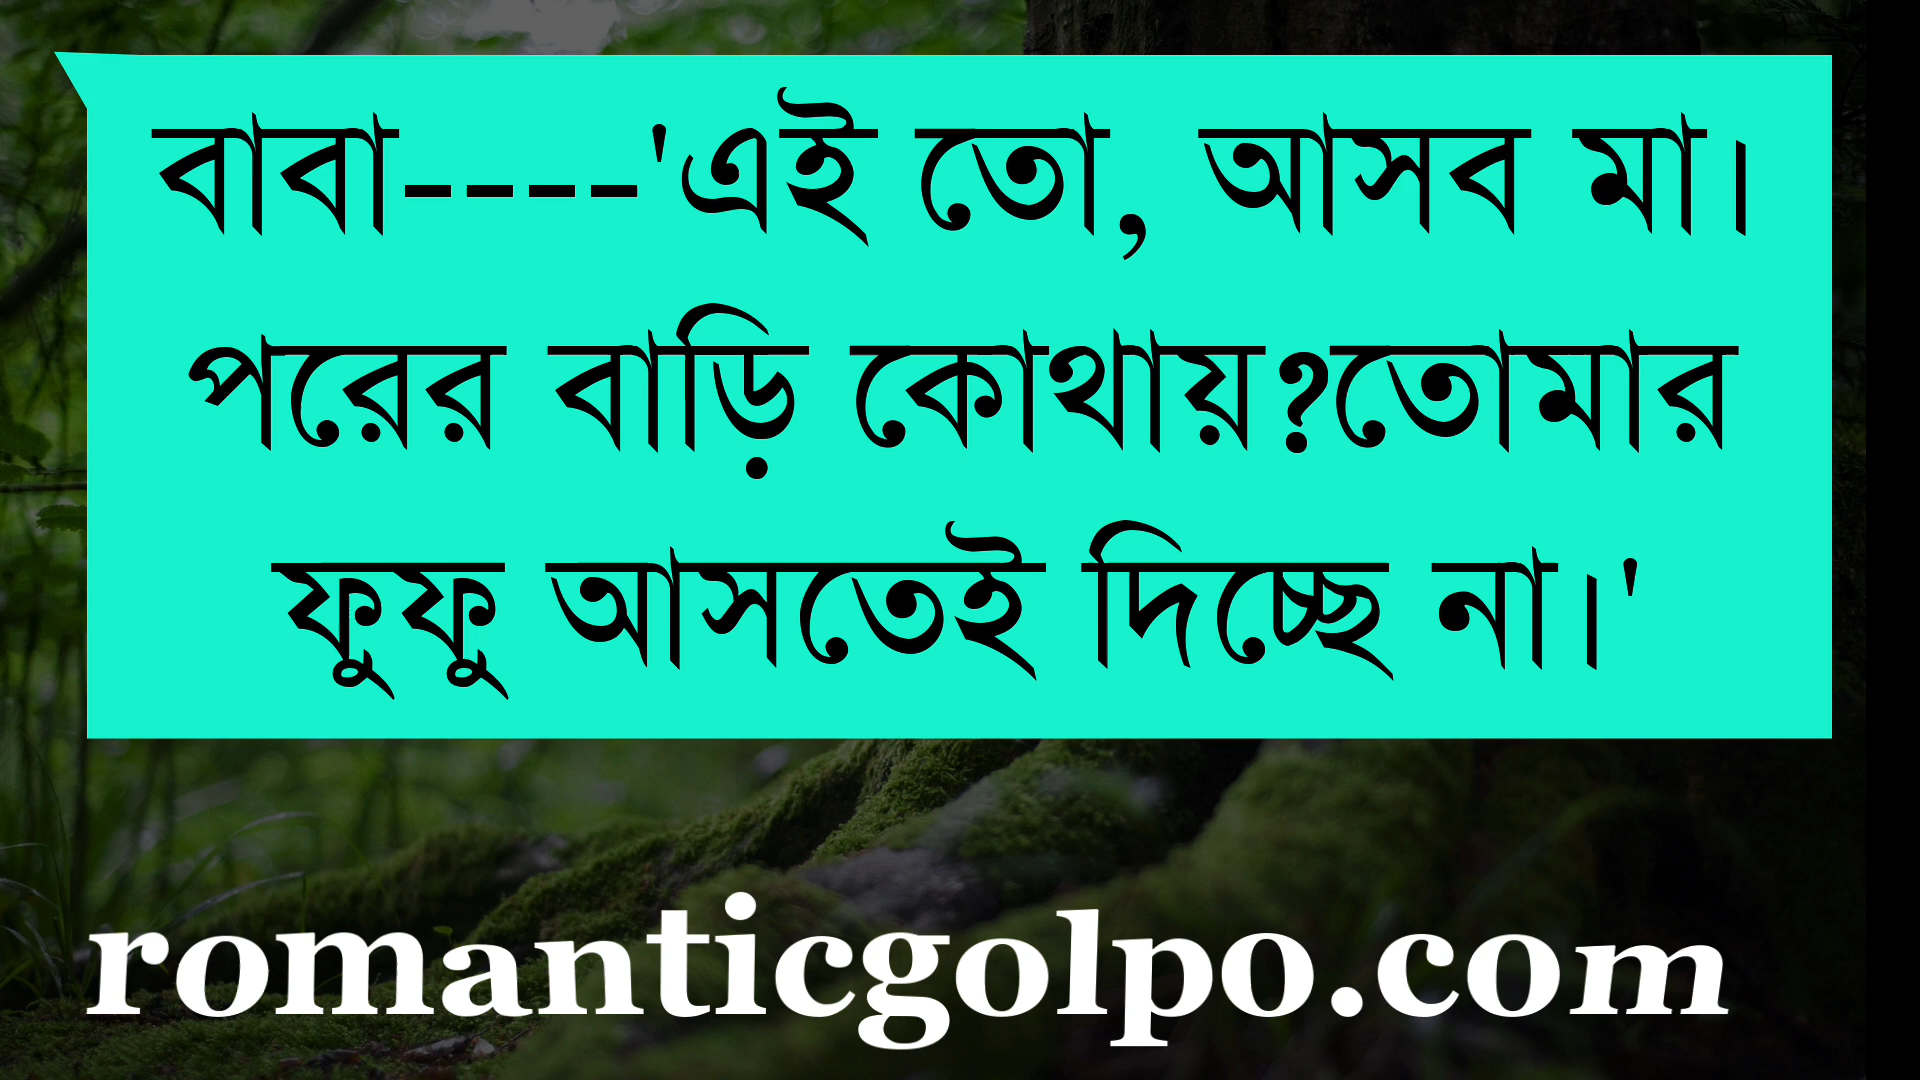 বাবা----'এই তো, আসব মা।
পরের বাড়ি কোথায়?তোমার
ফুফু আসতেই দিচ্ছে না।'
romanticgolpo.com